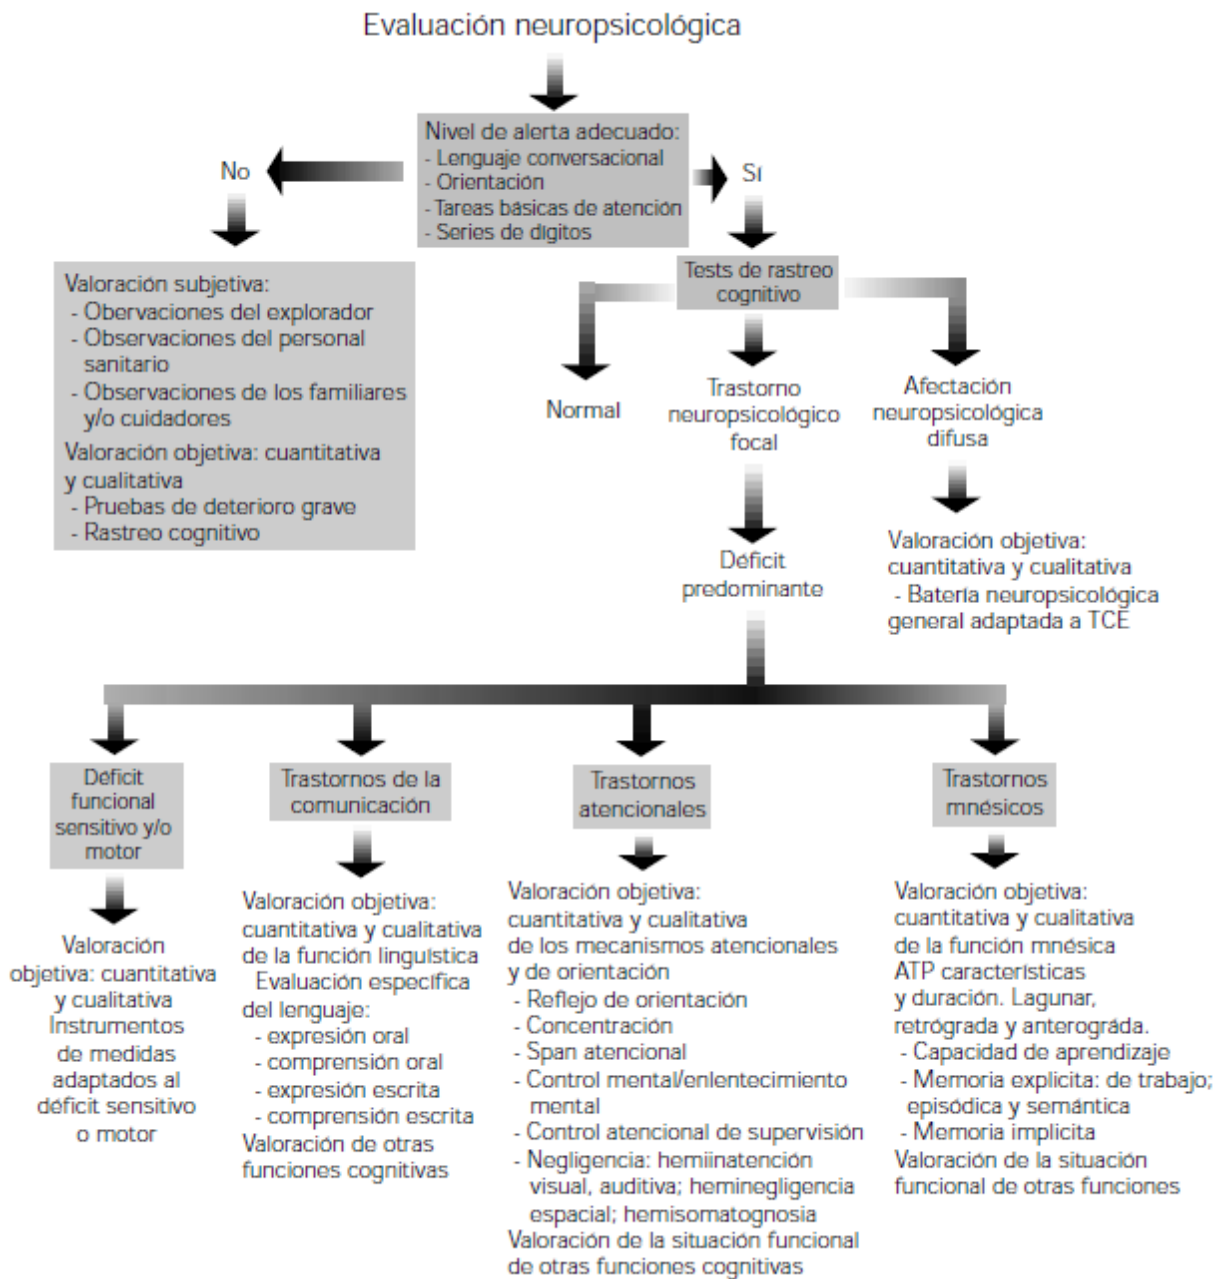 Evaluación neuropsicológica
Nivel de alerta adecuado:
- Lenguaje conversacional
- Orientación
- Tareas básicas de atención
- Series de dígitos
No
Sí
Valoración subjetiva:
- Obervaciones del explorador
- Observaciones del personal
sanitario
- Observaciones de los familiares
y/o cuidadores
Valoración objetiva: cuantitativa
y cualitativa
- Pruebas de deterioro grave
- Rastreo cognitivo
Tests de rastreo
cognitivo
Normal
Trastorno
neuropsicológico
focal
Afectación
neuropsicológica
difusa
Déficit
predominante
Valoración objetiva:
cuantitativa y cualitativa
- Batería neuropsicológica
general adaptada a TCE
Déficit
funcional
sensitivo y/o
motor
Valoración
objetiva: cuantitativa
y cualitativa
Instrumentos
de medidas
adaptados al
déficit sensitivo
o motor
Trastornos de la
comunicación
Valoración objetiva:
cuantitativa y cualitativa
de la función linguística
Evaluación específica
del lenguaje:
- expresión oral
- comprensión oral
- expresión escrita
- comprensión escrita
Valoración de otras
funciones cognitivas
Trastornos
atencionales
Valoración objetiva:
cuantitativa y cualitativa
de los mecanismos atencionales
y de orientación
- Reflejo de orientación
- Concentración
- Span atencional
- Control mental/enlentecimiento
mental
- Control atencional de supervisión
- Negligencia: hemiinatención
visual, auditiva; heminegligencia
espacial; hemisomatognosia
Valoración de la situación funcional
de otras funciones cognitivas
Trastornos
mnésicos
Valoración objetiva:
cuantitativa y cualitativa
de la función mnésica
ATP características
y duración. Lagunar,
retrógrada y anterográda.
- Capacidad de aprendizaje
- Memoria explicita: de trabajo;
episódica y semántica
- Memoria implicita
Valoración de la situación
funcional de otras funciones